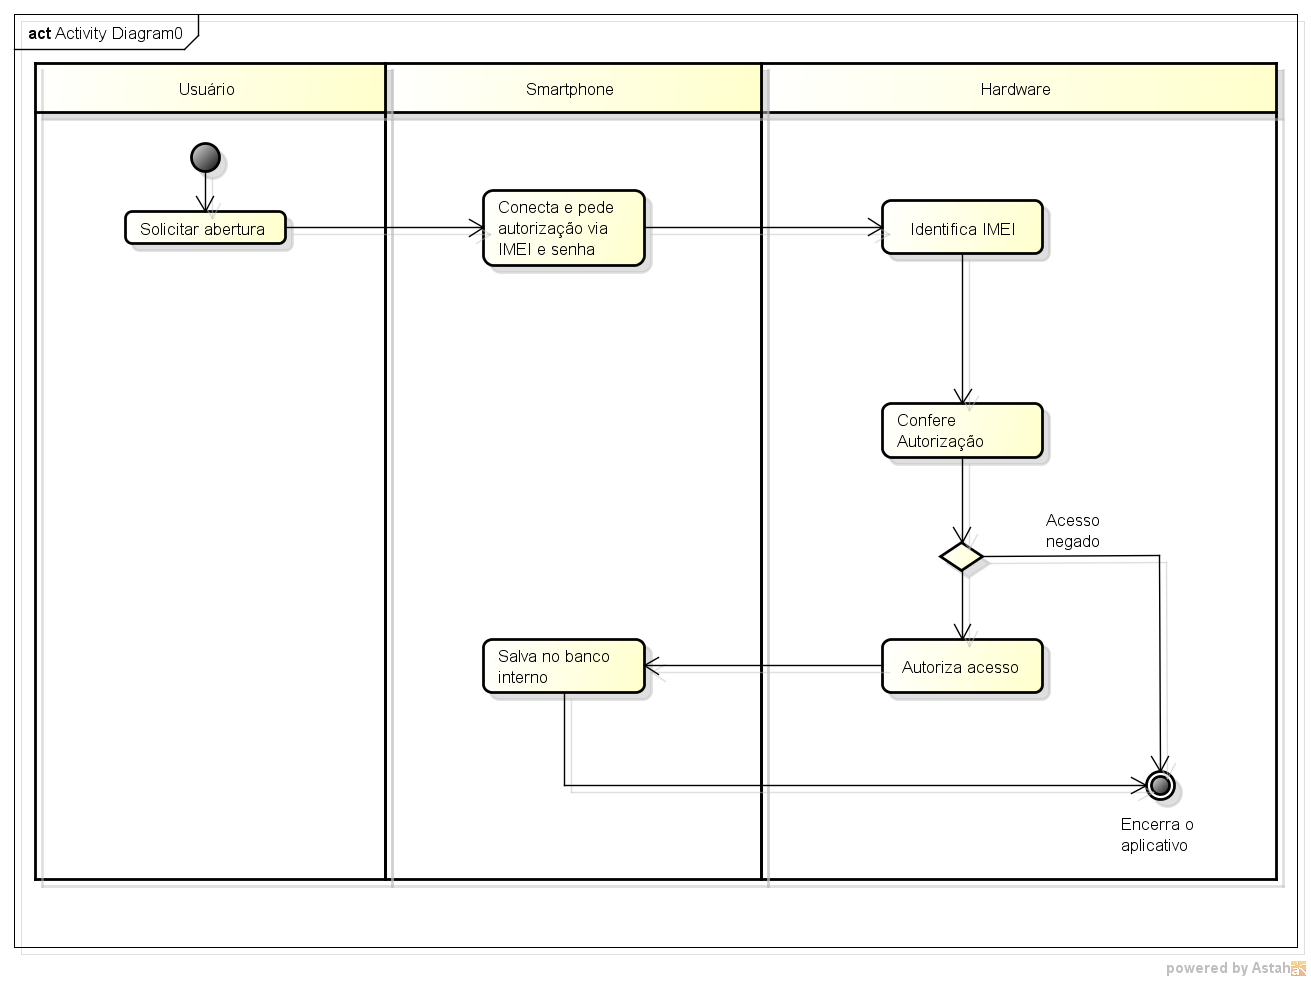 act Activity Diagram0
Usuário
Smartphone
Hardware
Solicitar abertura
Conecta e pede
autorização via
IMEI e senha
Identifica IMEI
Confere
Autorização
Acesso
negado
Salva no banco
interno
Autoriza acesso
Encerra o
aplicativo
powered by Astah